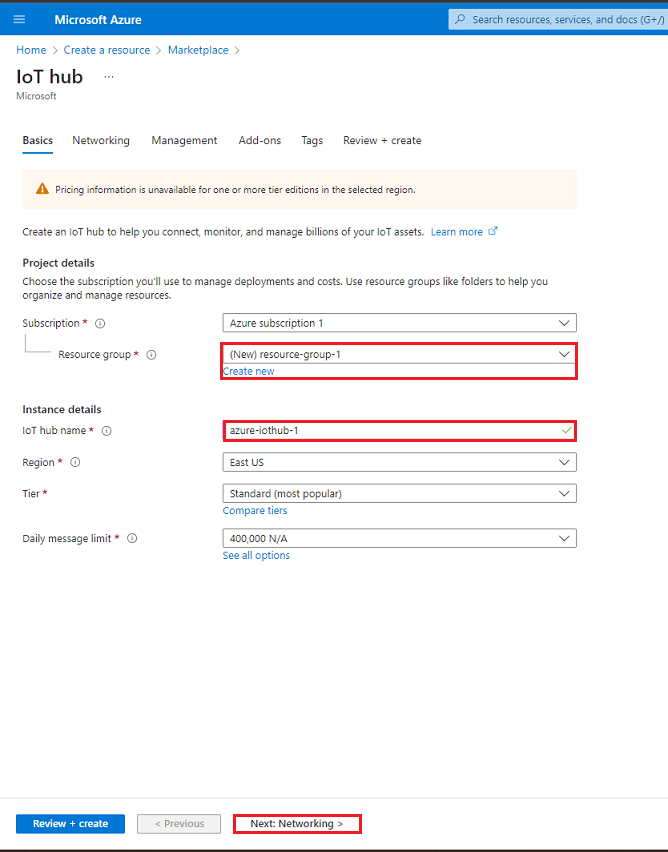 Microsoft Azure
Search resources, services, and docs (G+/)
Home > Create a resource > Marketplace >
IoT hub ...
Microsoft
Basics Networking Management Add-ons Tags Review + create
Pricing information is unavailable for one or more tier editions in the selected region.
Create an IoT hub to help you connect, monitor, and manage billions of your IoT assets. Learn more
Project details
Choose the subscription you'll use to manage deployments and costs. Use resource groups like folders to help you
organize and manage resources.
Subscription * Azure subscription 1
Resource group * (New) resource-group-1
Create new
Instance details
IoT hub name * azure-iothub-1
Region * East US
Tier * Standard (most popular)
Compare tiers
Daily message limit * 400,000 N/A
See all options
Review + create < Previous Next: Networking >